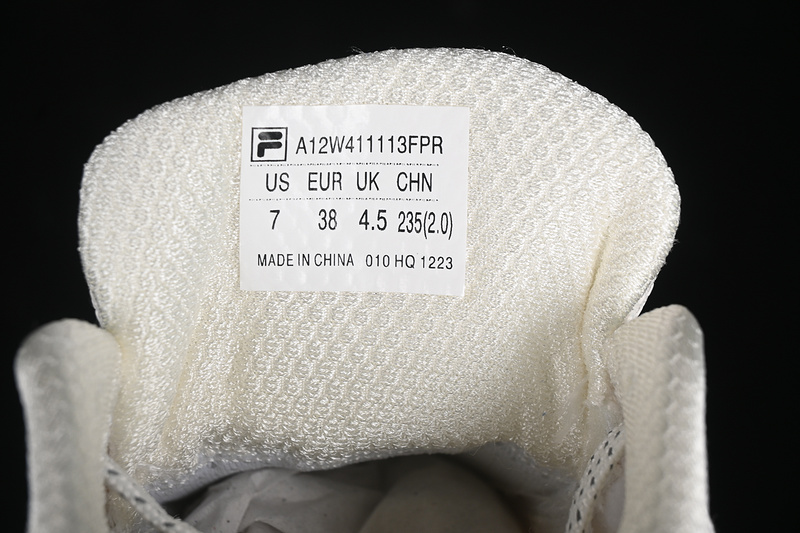 F A12W411113FPR
US EUR UK CHN
7 38 4.5 235(2.0)
MADE IN CHINA 010 HQ 1223